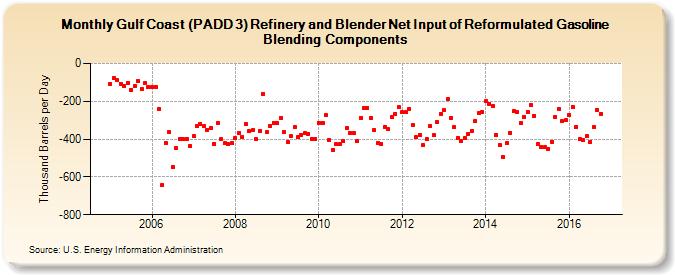 Monthly Gulf Coast (PADD 3) Refinery and Blender Net Input of Reformulated Gasoline
Blending Components
Thousand Barrels per Day
0
-200
-400
-600
-800
2006
2008
2010
2012
2014
2016
Source: U.S. Energy Information Administration